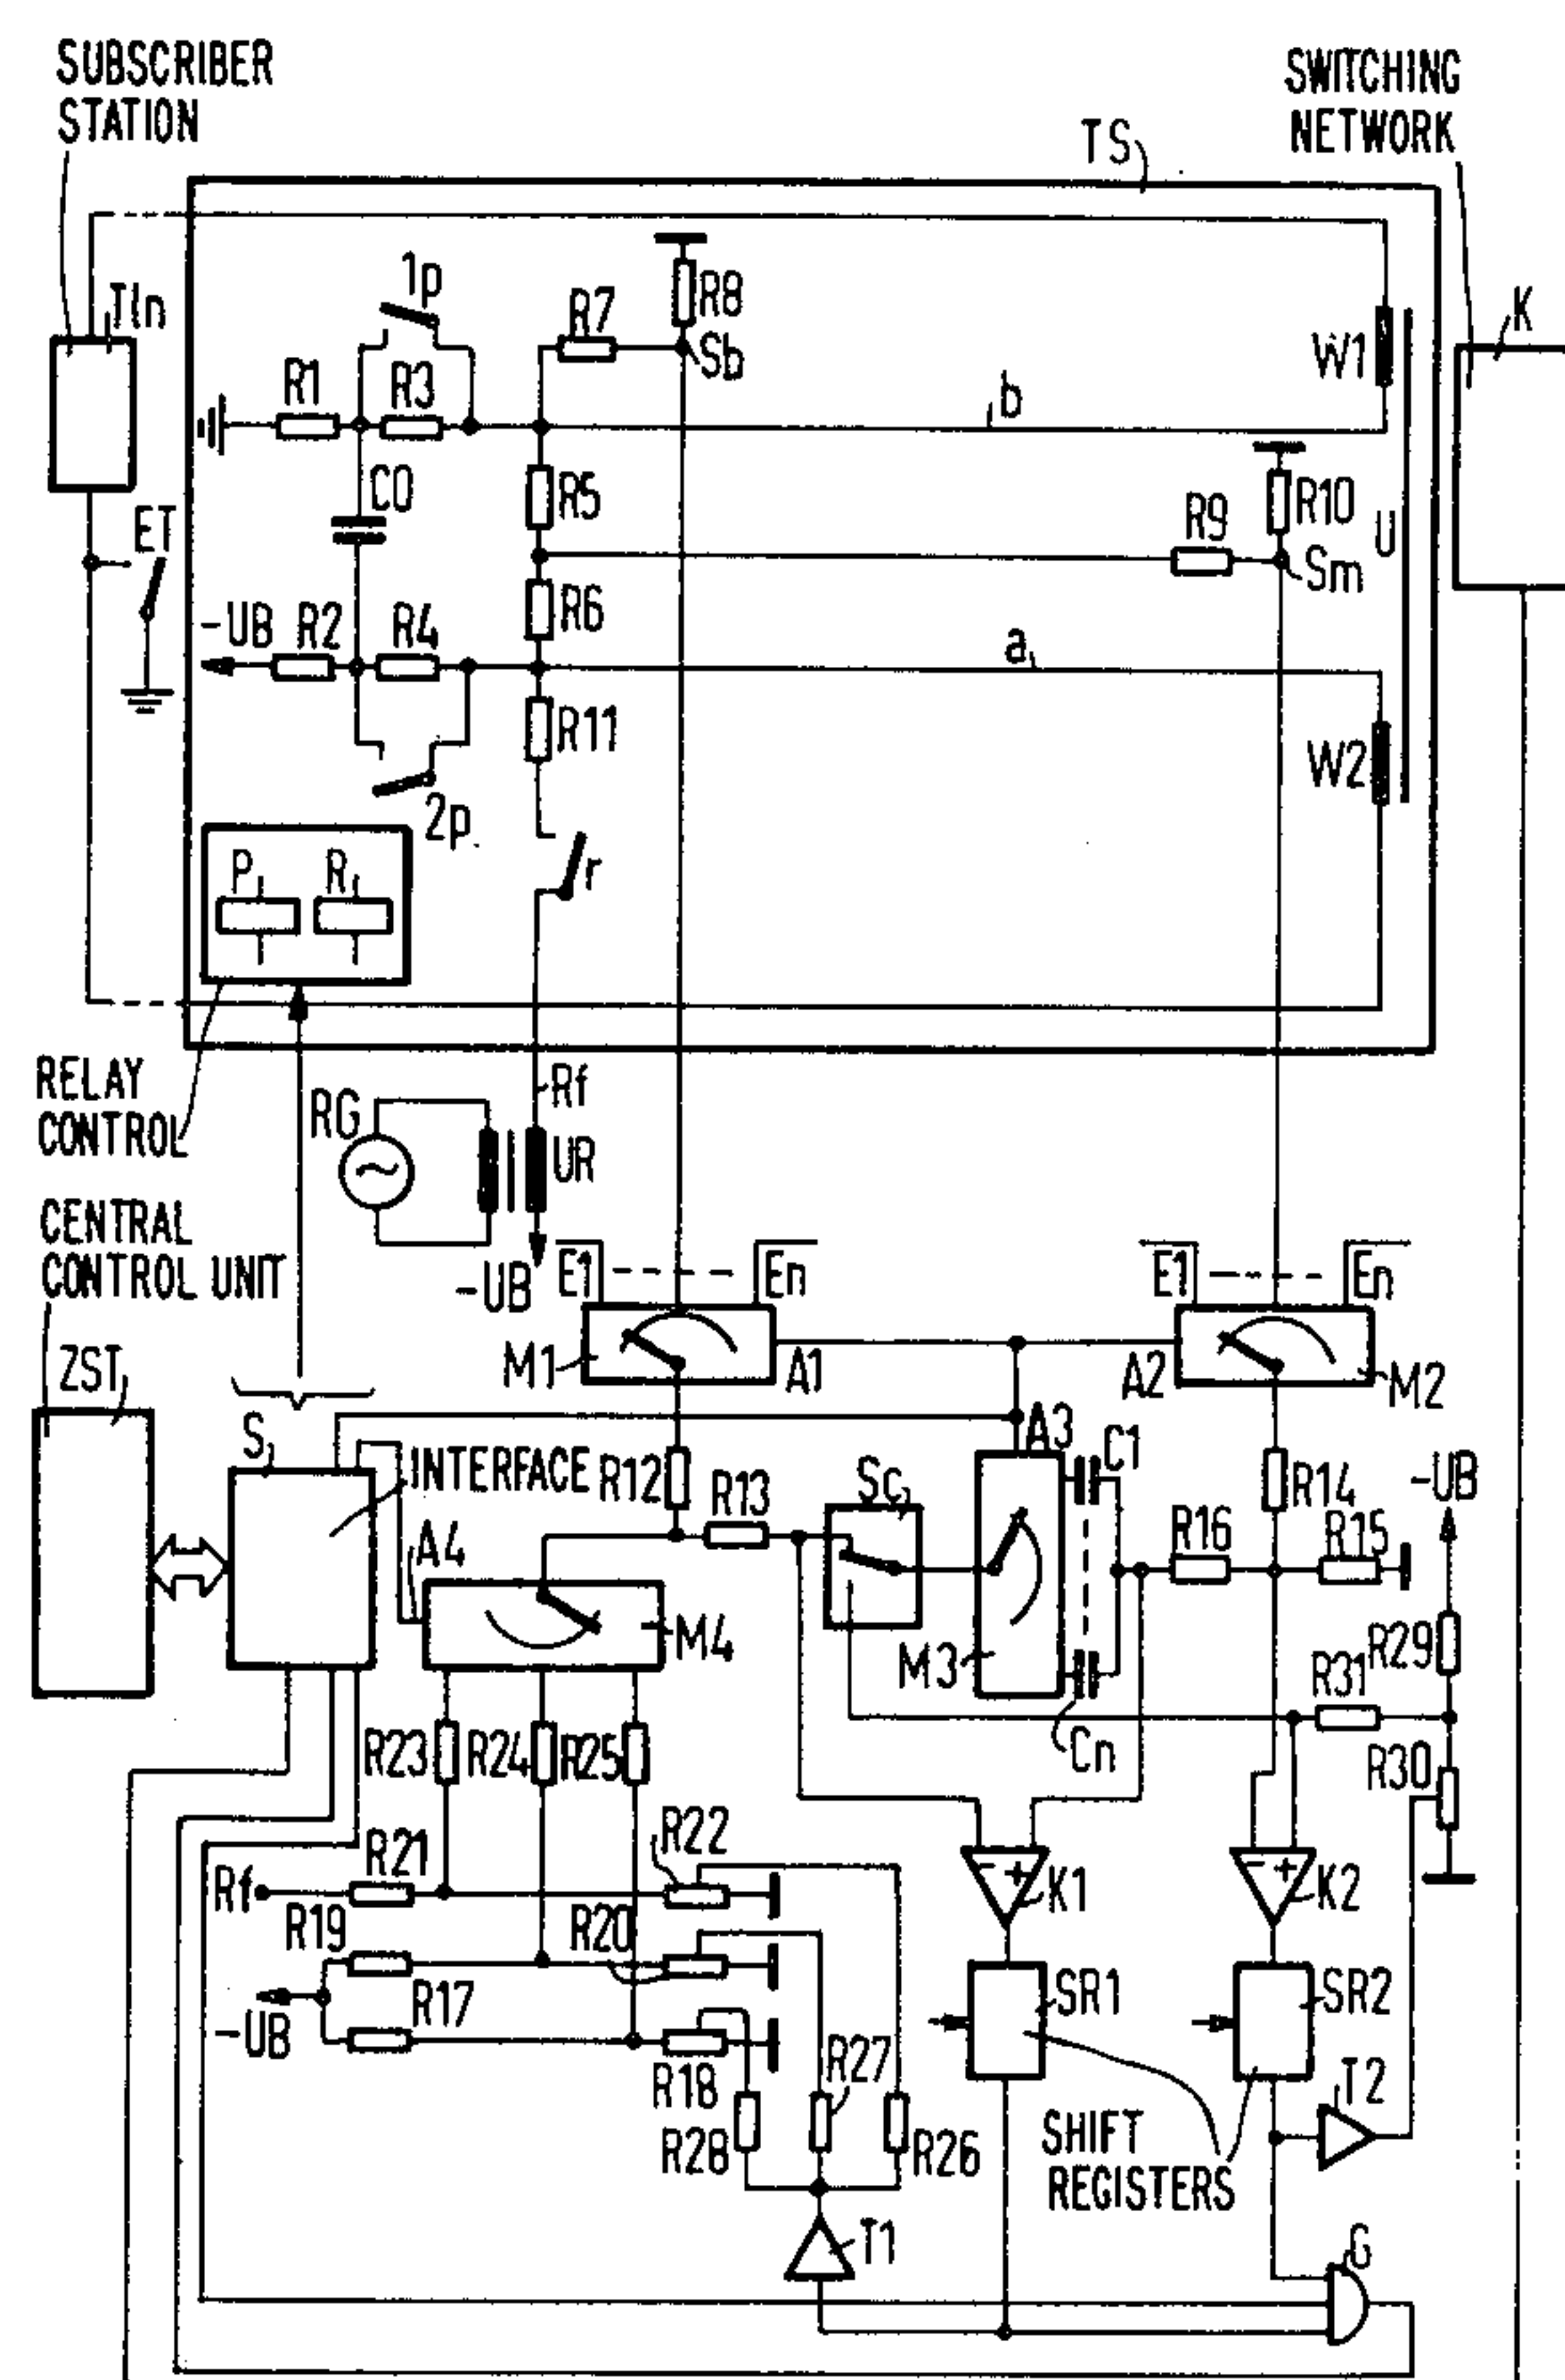 SUBSCRIBER
STATION
SWITCHING
NETWORK
TS
Tln
1p
R7
R8
Sb
W1
K
R1
R3
b
C0
R5
R9
R10
U
Sm
ET
-UB
R2
R4
R6
a
R11
W2
2p
r
P
R
RELAY
CONTROL
RG
Rf
UR
-UB
CENTRAL
CONTROL UNIT
E1
En
E1
En
M1
A1
A2
M2
ZST
S
INTERFACE
R12
R13
Sc
A3
C1
R14
-UB
R16
R15
A4
M4
M3
Cn
R31
R29
R23
R24
R25
R30
R22
Rf
R21
R19
R20
- +
K1
- +
K2
-UB
R17
SR1
SR2
R18
R27
T2
R28
R26
SHIFT
REGISTERS
T1
G